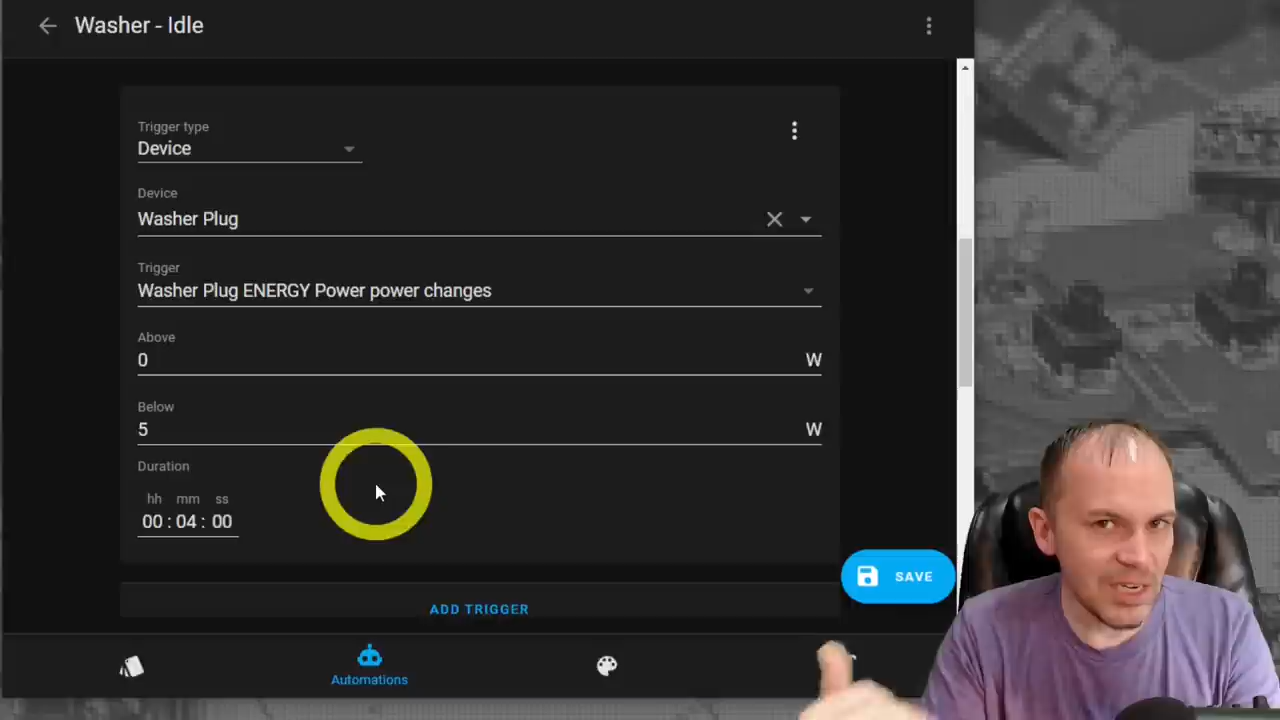 Washer - Idle
Trigger type
Device
Device
Washer Plug
Trigger
Washer Plug ENERGY Power power changes
Above
0 W
Below
5 W
Duration
hh mm ss
00 : 04 : 00
SAVE
ADD TRIGGER
Automations